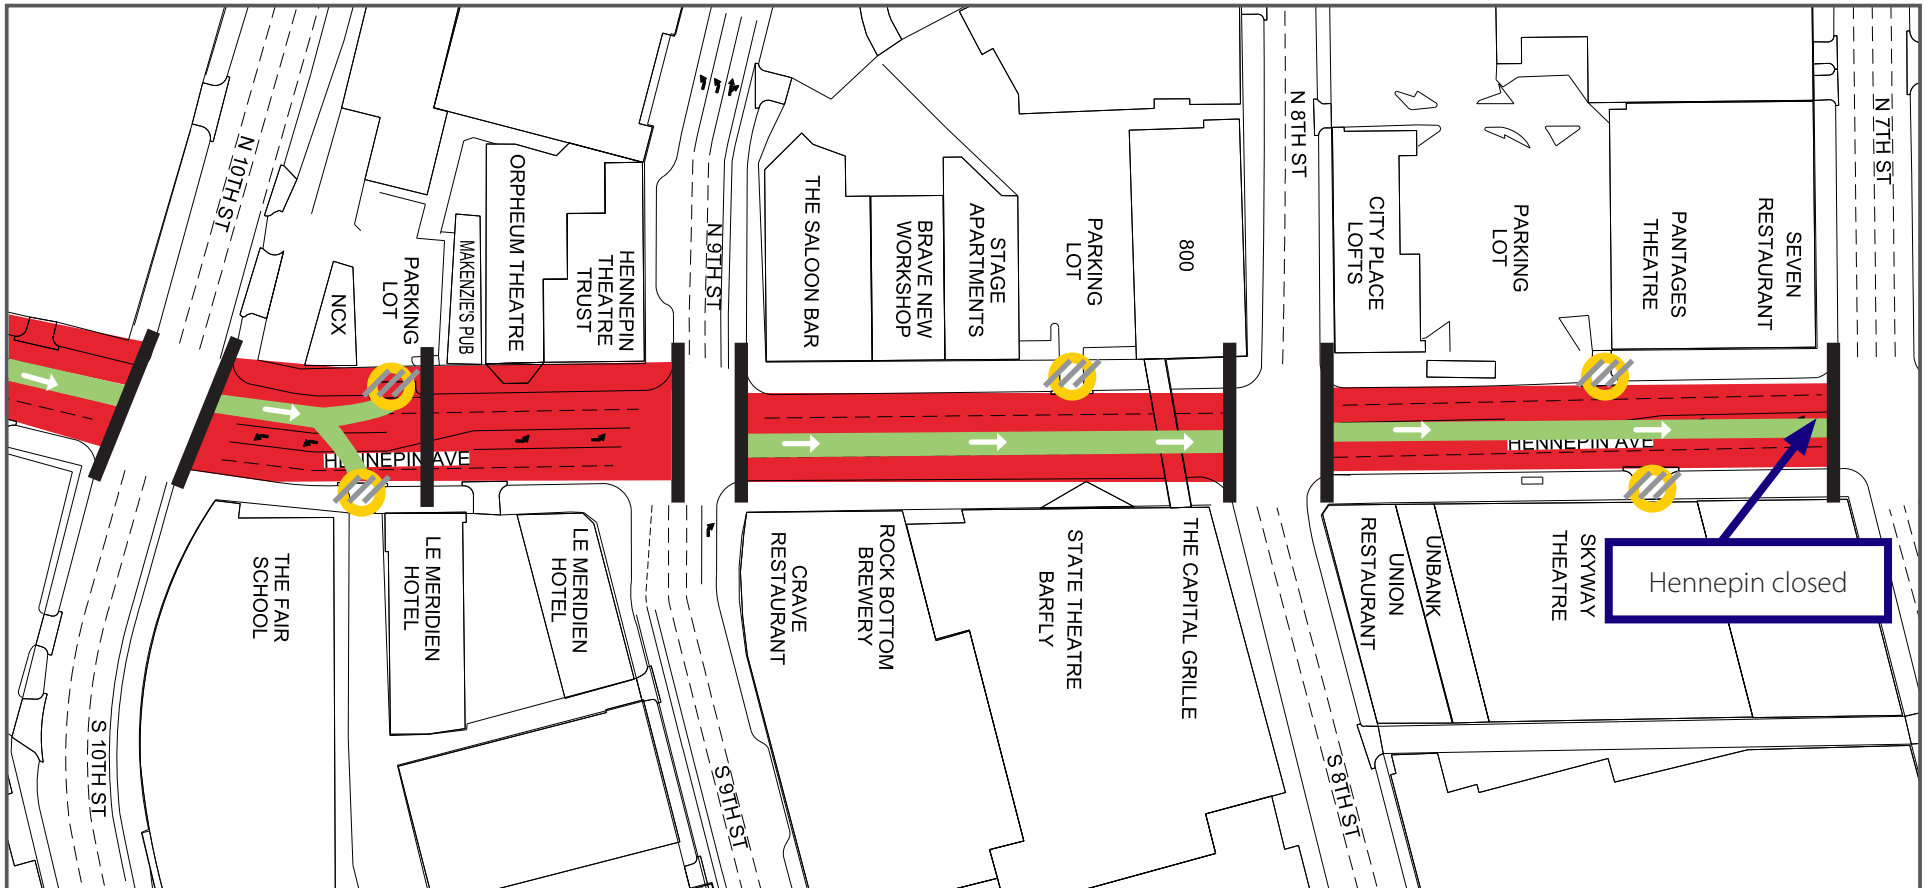 N 10TH ST
NCX
PARKING
LOT
MAKENZIE'S PUB
ORPHEUM THEATRE
HENNEPIN
THEATRE
TRUST
N 9TH ST
THE SALOON BAR
BRAVE NEW
WORKSHOP
STAGE
APARTMENTS
PARKING
LOT
800
N 8TH ST
CITY PLACE
LOFTS
PARKING
LOT
PANTAGES
THEATRE
SEVEN
RESTAURANT
N 7TH ST
HENNEPIN AVE
HENNEPIN AVE
S 10TH ST
THE FAIR
SCHOOL
LE MERIDIEN
HOTEL
LE MERIDIEN
HOTEL
S 9TH ST
CRAVE
RESTAURANT
ROCK BOTTOM
BREWERY
STATE THEATRE
BARFLY
THE CAPITAL GRILLE
S 8TH ST
UNION
RESTAURANT
UNBANK
SKYWAY
THEATRE
Hennepin closed